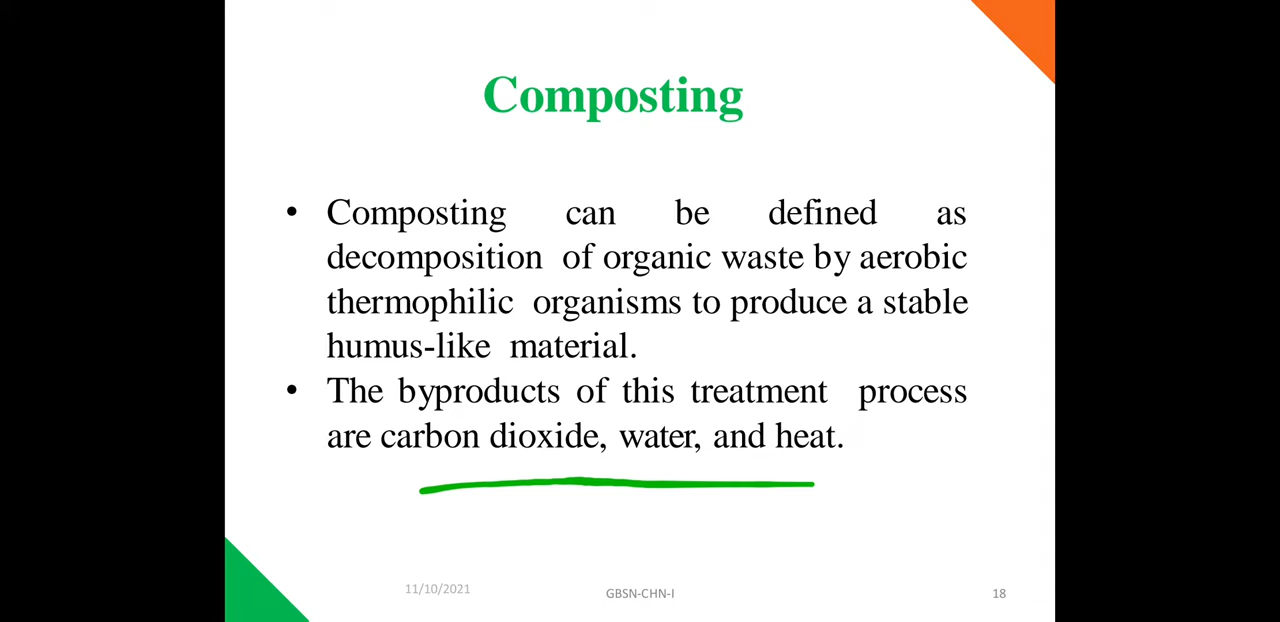 Composting
• Composting can be defined as
decomposition of organic waste by aerobic
thermophilic organisms to produce a stable
humus-like material.
• The byproducts of this treatment process
are carbon dioxide, water, and heat.
11/10/2021
GBSN-CHN-I
18